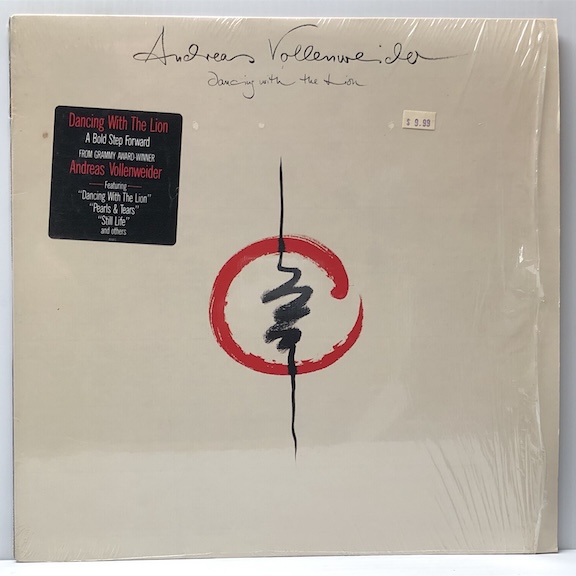 Andreas Vollenweider
dancing with the Lion
$ 9.99
Dancing With The Lion
A Bold Step Forward
FROM GRAMMY AWARD-WINNER
Andreas Vollenweider
Featuring
"Dancing With The Lion"
"Pearls & Tears"
"Still Life"
and others